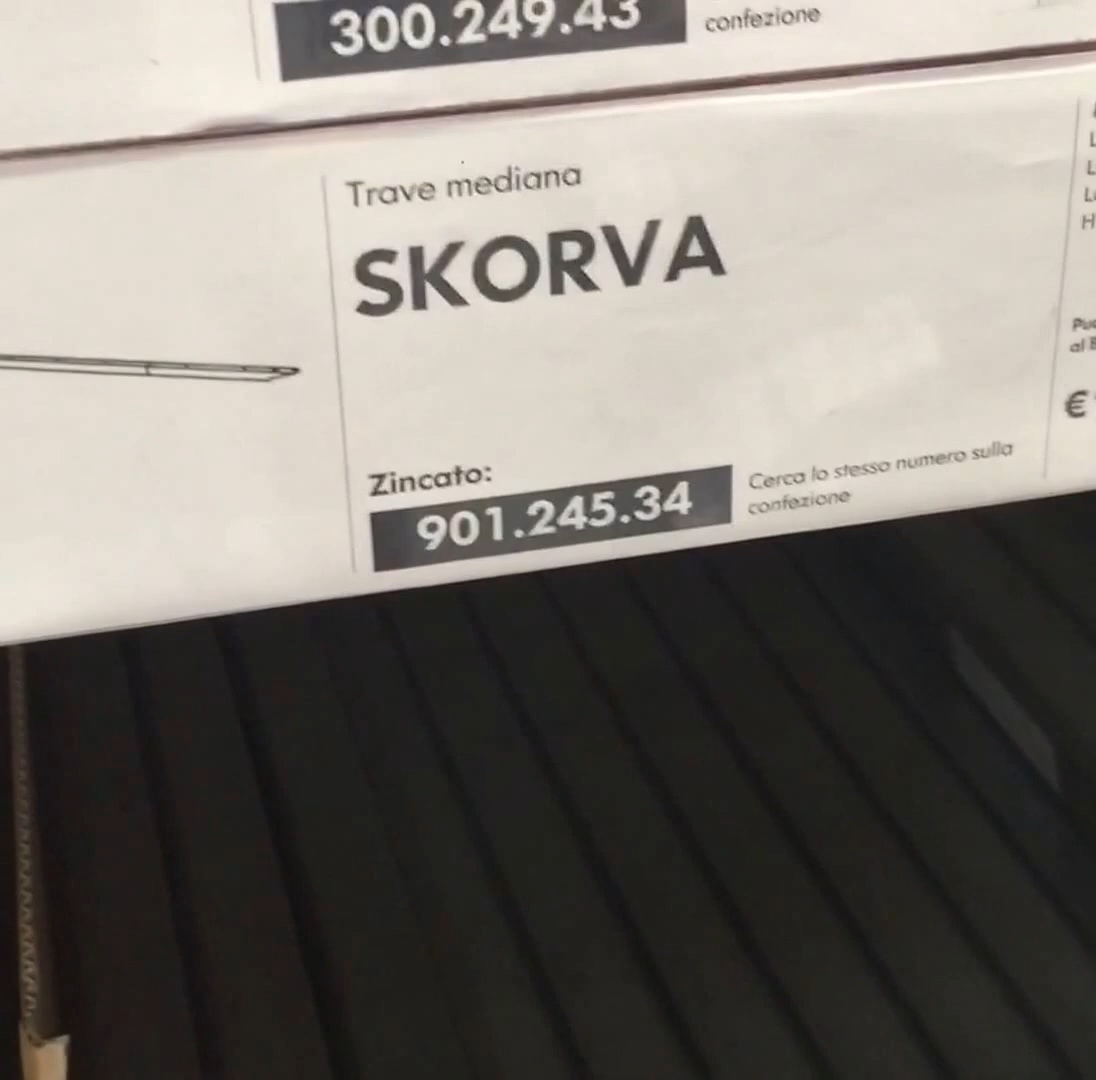 300.249.43
confezione
Trave mediana
SKORVA
Zincato:
901.245.34
Cerca lo stesso numero sulla
confezione
€